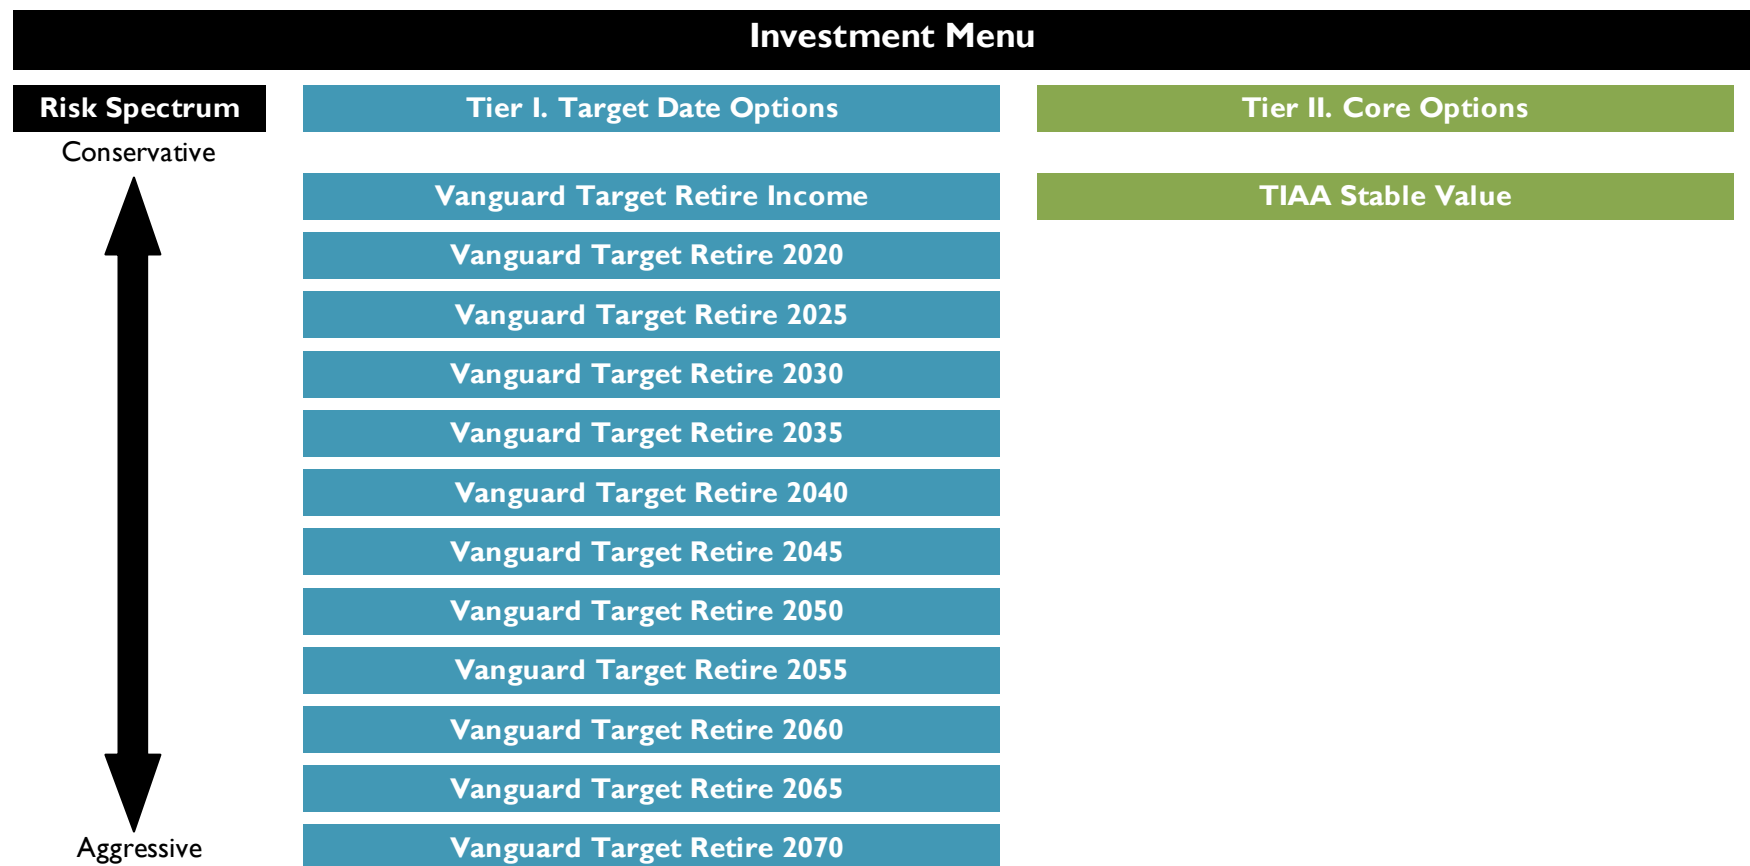 Investment Menu
Risk Spectrum
Tier I. Target Date Options
Tier II. Core Options
Conservative
Vanguard Target Retire Income
TIAA Stable Value
Vanguard Target Retire 2020
Vanguard Target Retire 2025
Vanguard Target Retire 2030
Vanguard Target Retire 2035
Vanguard Target Retire 2040
Vanguard Target Retire 2045
Vanguard Target Retire 2050
Vanguard Target Retire 2055
Vanguard Target Retire 2060
Vanguard Target Retire 2065
Aggressive
Vanguard Target Retire 2070